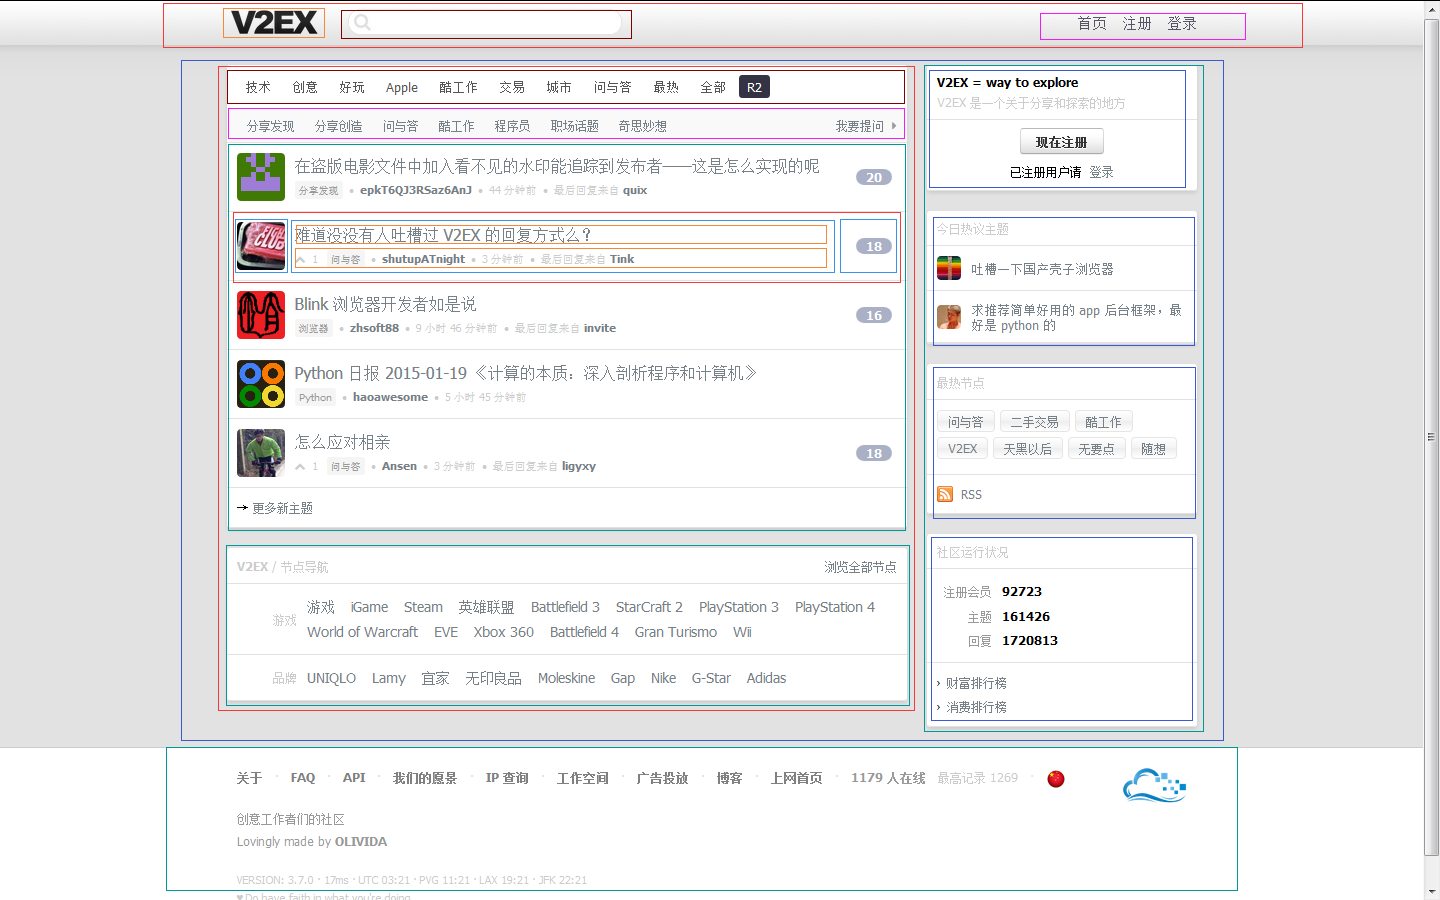 V2EX
首页 注册 登录
技术 创意 好玩 Apple 酷工作 交易 城市 问与答 最热 全部 R2
分享发现 分享创造 问与答 酷工作 程序员 职场话题 奇思妙想 我要提问
在盗版电影文件中加入看不见的水印能追踪到发布者——这是怎么实现的呢
分享发现 • epkT6QJ3RSaz6AnJ • 44 分钟前 • 最后回复来自 quix
20
难道没没有人吐槽过 V2EX 的回复方式么？
1 问与答 • shutupATnight • 3 分钟前 • 最后回复来自 Tink
18
Blink 浏览器开发者如是说
浏览器 • zhsoft88 • 9 小时 46 分钟前 • 最后回复来自 invite
16
Python 日报 2015-01-19 《计算的本质：深入剖析程序和计算机》
Python • haoawesome • 5 小时 45 分钟前
怎么应对相亲
1 问与答 • Ansen • 3 分钟前 • 最后回复来自 ligyxy
18
→ 更多新主题
V2EX / 节点导航 浏览全部节点
游戏 游戏 iGame Steam 英雄联盟 Battlefield 3 StarCraft 2 PlayStation 3 PlayStation 4
World of Warcraft EVE Xbox 360 Battlefield 4 Gran Turismo Wii
品牌 UNIQLO Lamy 宜家 无印良品 Moleskine Gap Nike G-Star Adidas
V2EX = way to explore
V2EX 是一个关于分享和探索的地方
现在注册
已注册用户请 登录
今日热议主题
吐槽一下国产壳子浏览器
求推荐简单好用的 app 后台框架，最
好是 python 的
最热节点
问与答 二手交易 酷工作
V2EX 天黑以后 无要点 随想
RSS
社区运行状况
注册会员 92723
主题 161426
回复 1720813
› 财富排行榜
› 消费排行榜
关于 · FAQ · API · 我们的愿景 · IP 查询 · 工作空间 · 广告投放 · 博客 · 上网首页 · 1179 人在线 最高记录 1269 ·
创意工作者们的社区
Lovingly made by OLIVIDA
VERSION: 3.7.0 · 17ms · UTC 03:21 · PVG 11:21 · LAX 19:21 · JFK 22:21
♥ Do have faith in what you're doing.